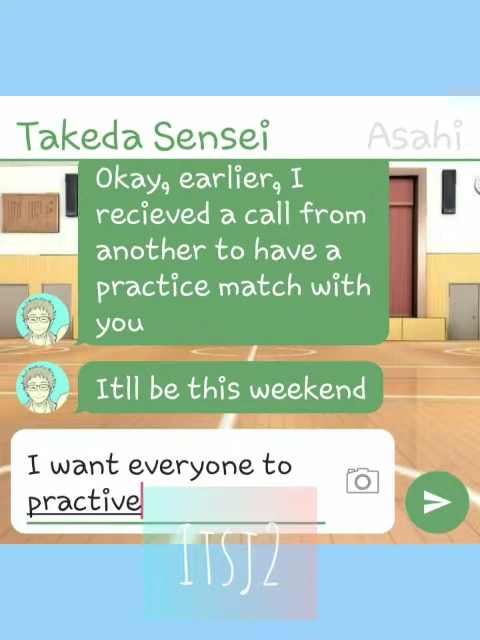 Takeda Sensei
Asahi
Okay, earlier, I
recieved a call from
another to have a
practice match with
you
Itll be this weekend
I want everyone to
practive
ITSJ2